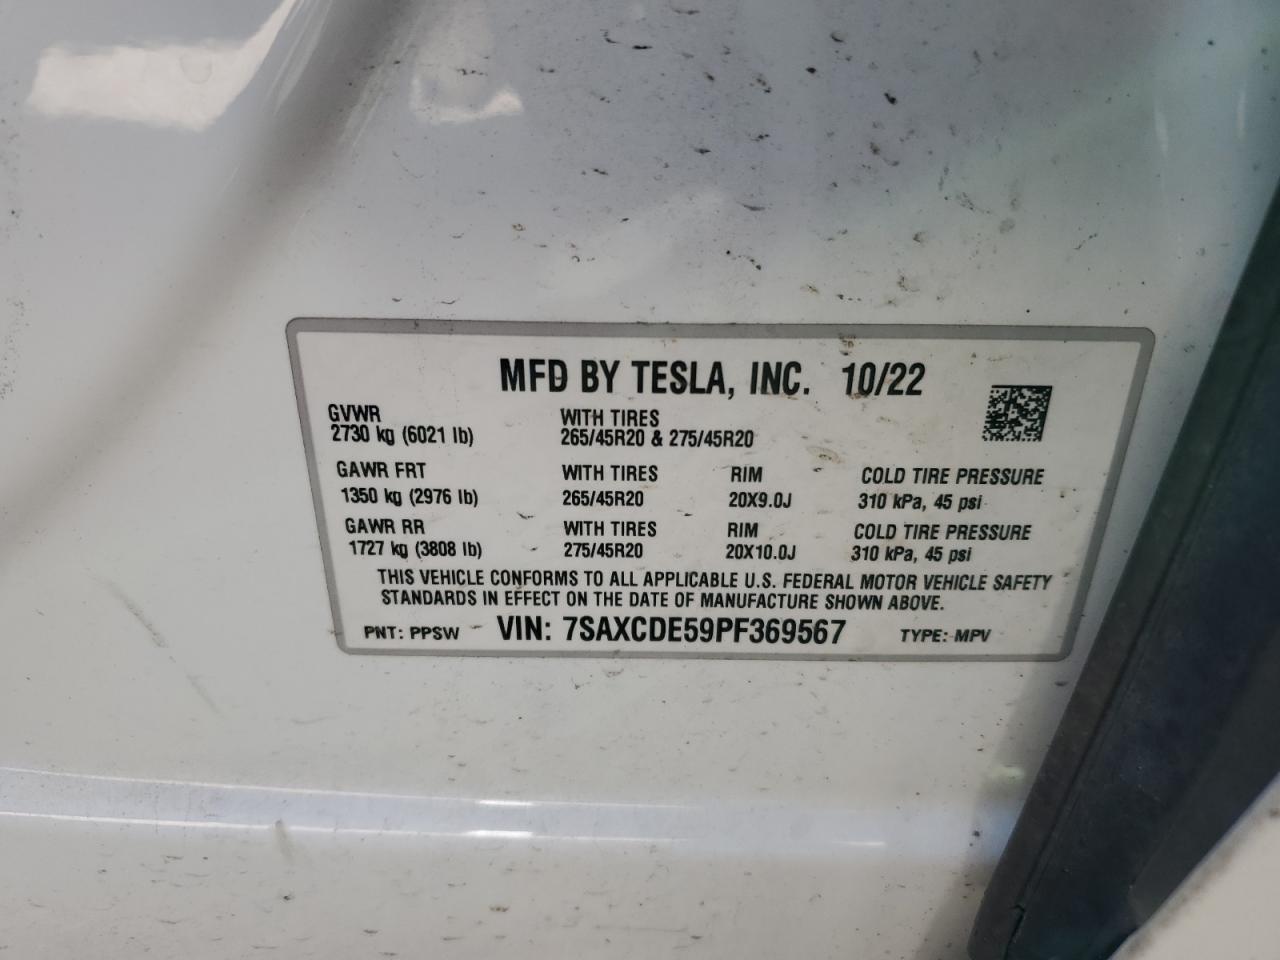 MFD BY TESLA, INC. 10/22
GVWR WITH TIRES
2730 kg (6021 lb) 265/45R20 & 275/45R20
GAWR FRT WITH TIRES RIM COLD TIRE PRESSURE
1350 kg (2976 lb) 265/45R20 20X9.0J 310 kPa, 45 psi
GAWR RR WITH TIRES RIM COLD TIRE PRESSURE
1727 kg (3808 lb) 275/45R20 20X10.0J 310 kPa, 45 psi
THIS VEHICLE CONFORMS TO ALL APPLICABLE U.S. FEDERAL MOTOR VEHICLE SAFETY
STANDARDS IN EFFECT ON THE DATE OF MANUFACTURE SHOWN ABOVE.
PNT: PPSW VIN: 7SAXCDE59PF369567 TYPE: MPV